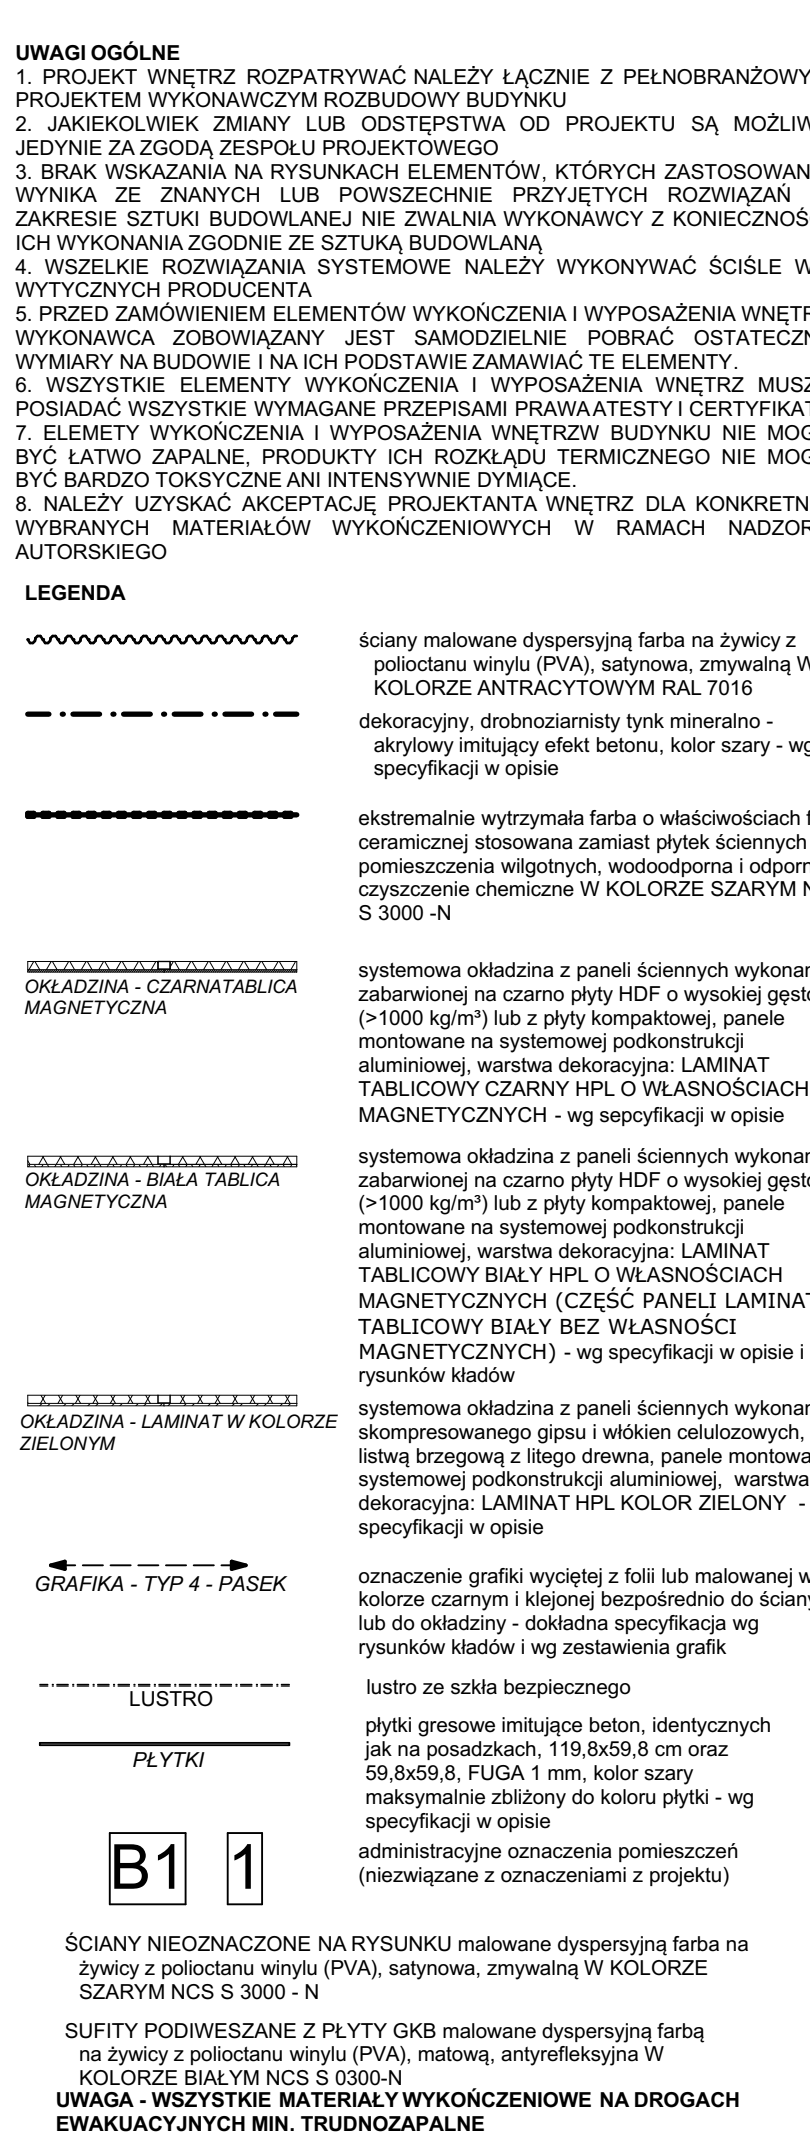 UWAGI OGÓLNE
1. PROJEKT WNĘTRZ ROZPATRYWAĆ NALEŻY ŁĄCZNIE Z PEŁNOBRANŻOWY
PROJEKTEM WYKONAWCZYM ROZBUDOWY BUDYNKU
2. JAKIEKOLWIEK ZMIANY LUB ODSTĘPSTWA OD PROJEKTU SĄ MOŻLIW
JEDYNIE ZA ZGODĄ ZESPOŁU PROJEKTOWEGO
3. BRAK WSKAZANIA NA RYSUNKACH ELEMENTÓW, KTÓRYCH ZASTOSOWAN
WYNIKA ZE ZNANYCH LUB POWSZECHNIE PRZYJĘTYCH ROZWIĄZAŃ
ZAKRESIE SZTUKI BUDOWLANEJ NIE ZWALNIA WYKONAWCY Z KONIECZNOŚ
ICH WYKONANIA ZGODNIE ZE SZTUKĄ BUDOWLANĄ
4. WSZELKIE ROZWIĄZANIA SYSTEMOWE NALEŻY WYKONYWAĆ ŚCIŚLE W
WYTYCZNYCH PRODUCENTA
5. PRZED ZAMÓWIENIEM ELEMENTÓW WYKOŃCZENIA I WYPOSAŻENIA WNĘTR
WYKONAWCA ZOBOWIĄZANY JEST SAMODZIELNIE POBRAĆ OSTATECZN
WYMIARY NA BUDOWIE I NA ICH PODSTAWIE ZAMAWIAĆ TE ELEMENTY.
6. WSZYSTKIE ELEMENTY WYKOŃCZENIA I WYPOSAŻENIA WNĘTRZ MUSZ
POSIADAĆ WSZYSTKIE WYMAGANE PRZEPISAMI PRAWA ATESTY I CERTYFIKAT
7. ELEMETY WYKOŃCZENIA I WYPOSAŻENIA WNĘTRZW BUDYNKU NIE MOG
BYĆ ŁATWO ZAPALNE, PRODUKTY ICH ROZKŁĄDU TERMICZNEGO NIE MOG
BYĆ BARDZO TOKSYCZNE ANI INTENSYWNIE DYMIĄCE.
8. NALEŻY UZYSKAĆ AKCEPTACJĘ PROJEKTANTA WNĘTRZ DLA KONKRETNI
WYBRANYCH MATERIAŁÓW WYKOŃCZENIOWYCH W RAMACH NADZOR
AUTORSKIEGO
LEGENDA
ściany malowane dyspersyjną farba na żywicy z
polioctanu winylu (PVA), satynowa, zmywalną W
KOLORZE ANTRACYTOWYM RAL 7016
dekoracyjny, drobnoziarnisty tynk mineralno -
akrylowy imitujący efekt betonu, kolor szary - wg
specyfikacji w opisie
ekstremalnie wytrzymała farba o właściwościach f
ceramicznej stosowana zamiast płytek ściennych
pomieszczenia wilgotnych, wodoodporna i odporn
czyszczenie chemiczne W KOLORZE SZARYM N
S 3000 -N
OKŁADZINA - CZARNATABLICA
MAGNETYCZNA
systemowa okładzina z paneli ściennych wykonan
zabarwionej na czarno płyty HDF o wysokiej gęsto
(>1000 kg/m³) lub z płyty kompaktowej, panele
montowane na systemowej podkonstrukcji
aluminiowej, warstwa dekoracyjna: LAMINAT
TABLICOWY CZARNY HPL O WŁASNOŚCIACH
MAGNETYCZNYCH - wg sepcyfikacji w opisie
OKŁADZINA - BIAŁA TABLICA
MAGNETYCZNA
systemowa okładzina z paneli ściennych wykonan
zabarwionej na czarno płyty HDF o wysokiej gęsto
(>1000 kg/m³) lub z płyty kompaktowej, panele
montowane na systemowej podkonstrukcji
aluminiowej, warstwa dekoracyjna: LAMINAT
TABLICOWY BIAŁY HPL O WŁASNOŚCIACH
MAGNETYCZNYCH (CZĘŚĆ PANELI LAMINAT
TABLICOWY BIAŁY BEZ WŁASNOŚCI
MAGNETYCZNYCH) - wg specyfikacji w opisie i
rysunków kładów
OKŁADZINA - LAMINAT W KOLORZE
ZIELONYM
systemowa okładzina z paneli ściennych wykonan
skompresowanego gipsu i włókien celulozowych,
listwą brzegową z litego drewna, panele montowa
systemowej podkonstrukcji aluminiowej, warstwa
dekoracyjna: LAMINAT HPL KOLOR ZIELONY -
specyfikacji w opisie
GRAFIKA - TYP 4 - PASEK
oznaczenie grafiki wyciętej z folii lub malowanej w
kolorze czarnym i klejonej bezpośrednio do ściany
lub do okładziny - dokładna specyfikacja wg
rysunków kładów i wg zestawienia grafik
LUSTRO
lustro ze szkła bezpiecznego
PŁYTKI
płytki gresowe imitujące beton, identycznych
jak na posadzkach, 119,8x59,8 cm oraz
59,8x59,8, FUGA 1 mm, kolor szary
maksymalnie zbliżony do koloru płytki - wg
specyfikacji w opisie
B1 1
administracyjne oznaczenia pomieszczeń
(niezwiązane z oznaczeniami z projektu)
ŚCIANY NIEOZNACZONE NA RYSUNKU malowane dyspersyjną farba na
żywicy z polioctanu winylu (PVA), satynowa, zmywalną W KOLORZE
SZARYM NCS S 3000 - N
SUFITY PODIWESZANE Z PŁYTY GKB malowane dyspersyjną farbą
na żywicy z polioctanu winylu (PVA), matową, antyrefleksyjna W
KOLORZE BIAŁYM NCS S 0300-N
UWAGA - WSZYSTKIE MATERIAŁY WYKOŃCZENIOWE NA DROGACH
EWAKUACYJNYCH MIN. TRUDNOZAPALNE